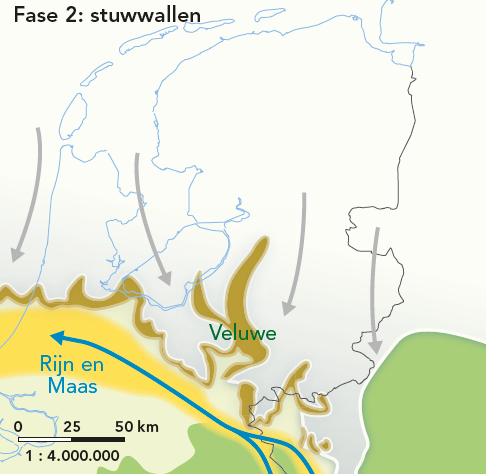 Fase 2: stuwwallen
Veluwe
Rijn en
Maas
0 25 50 km
1 : 4.000.000